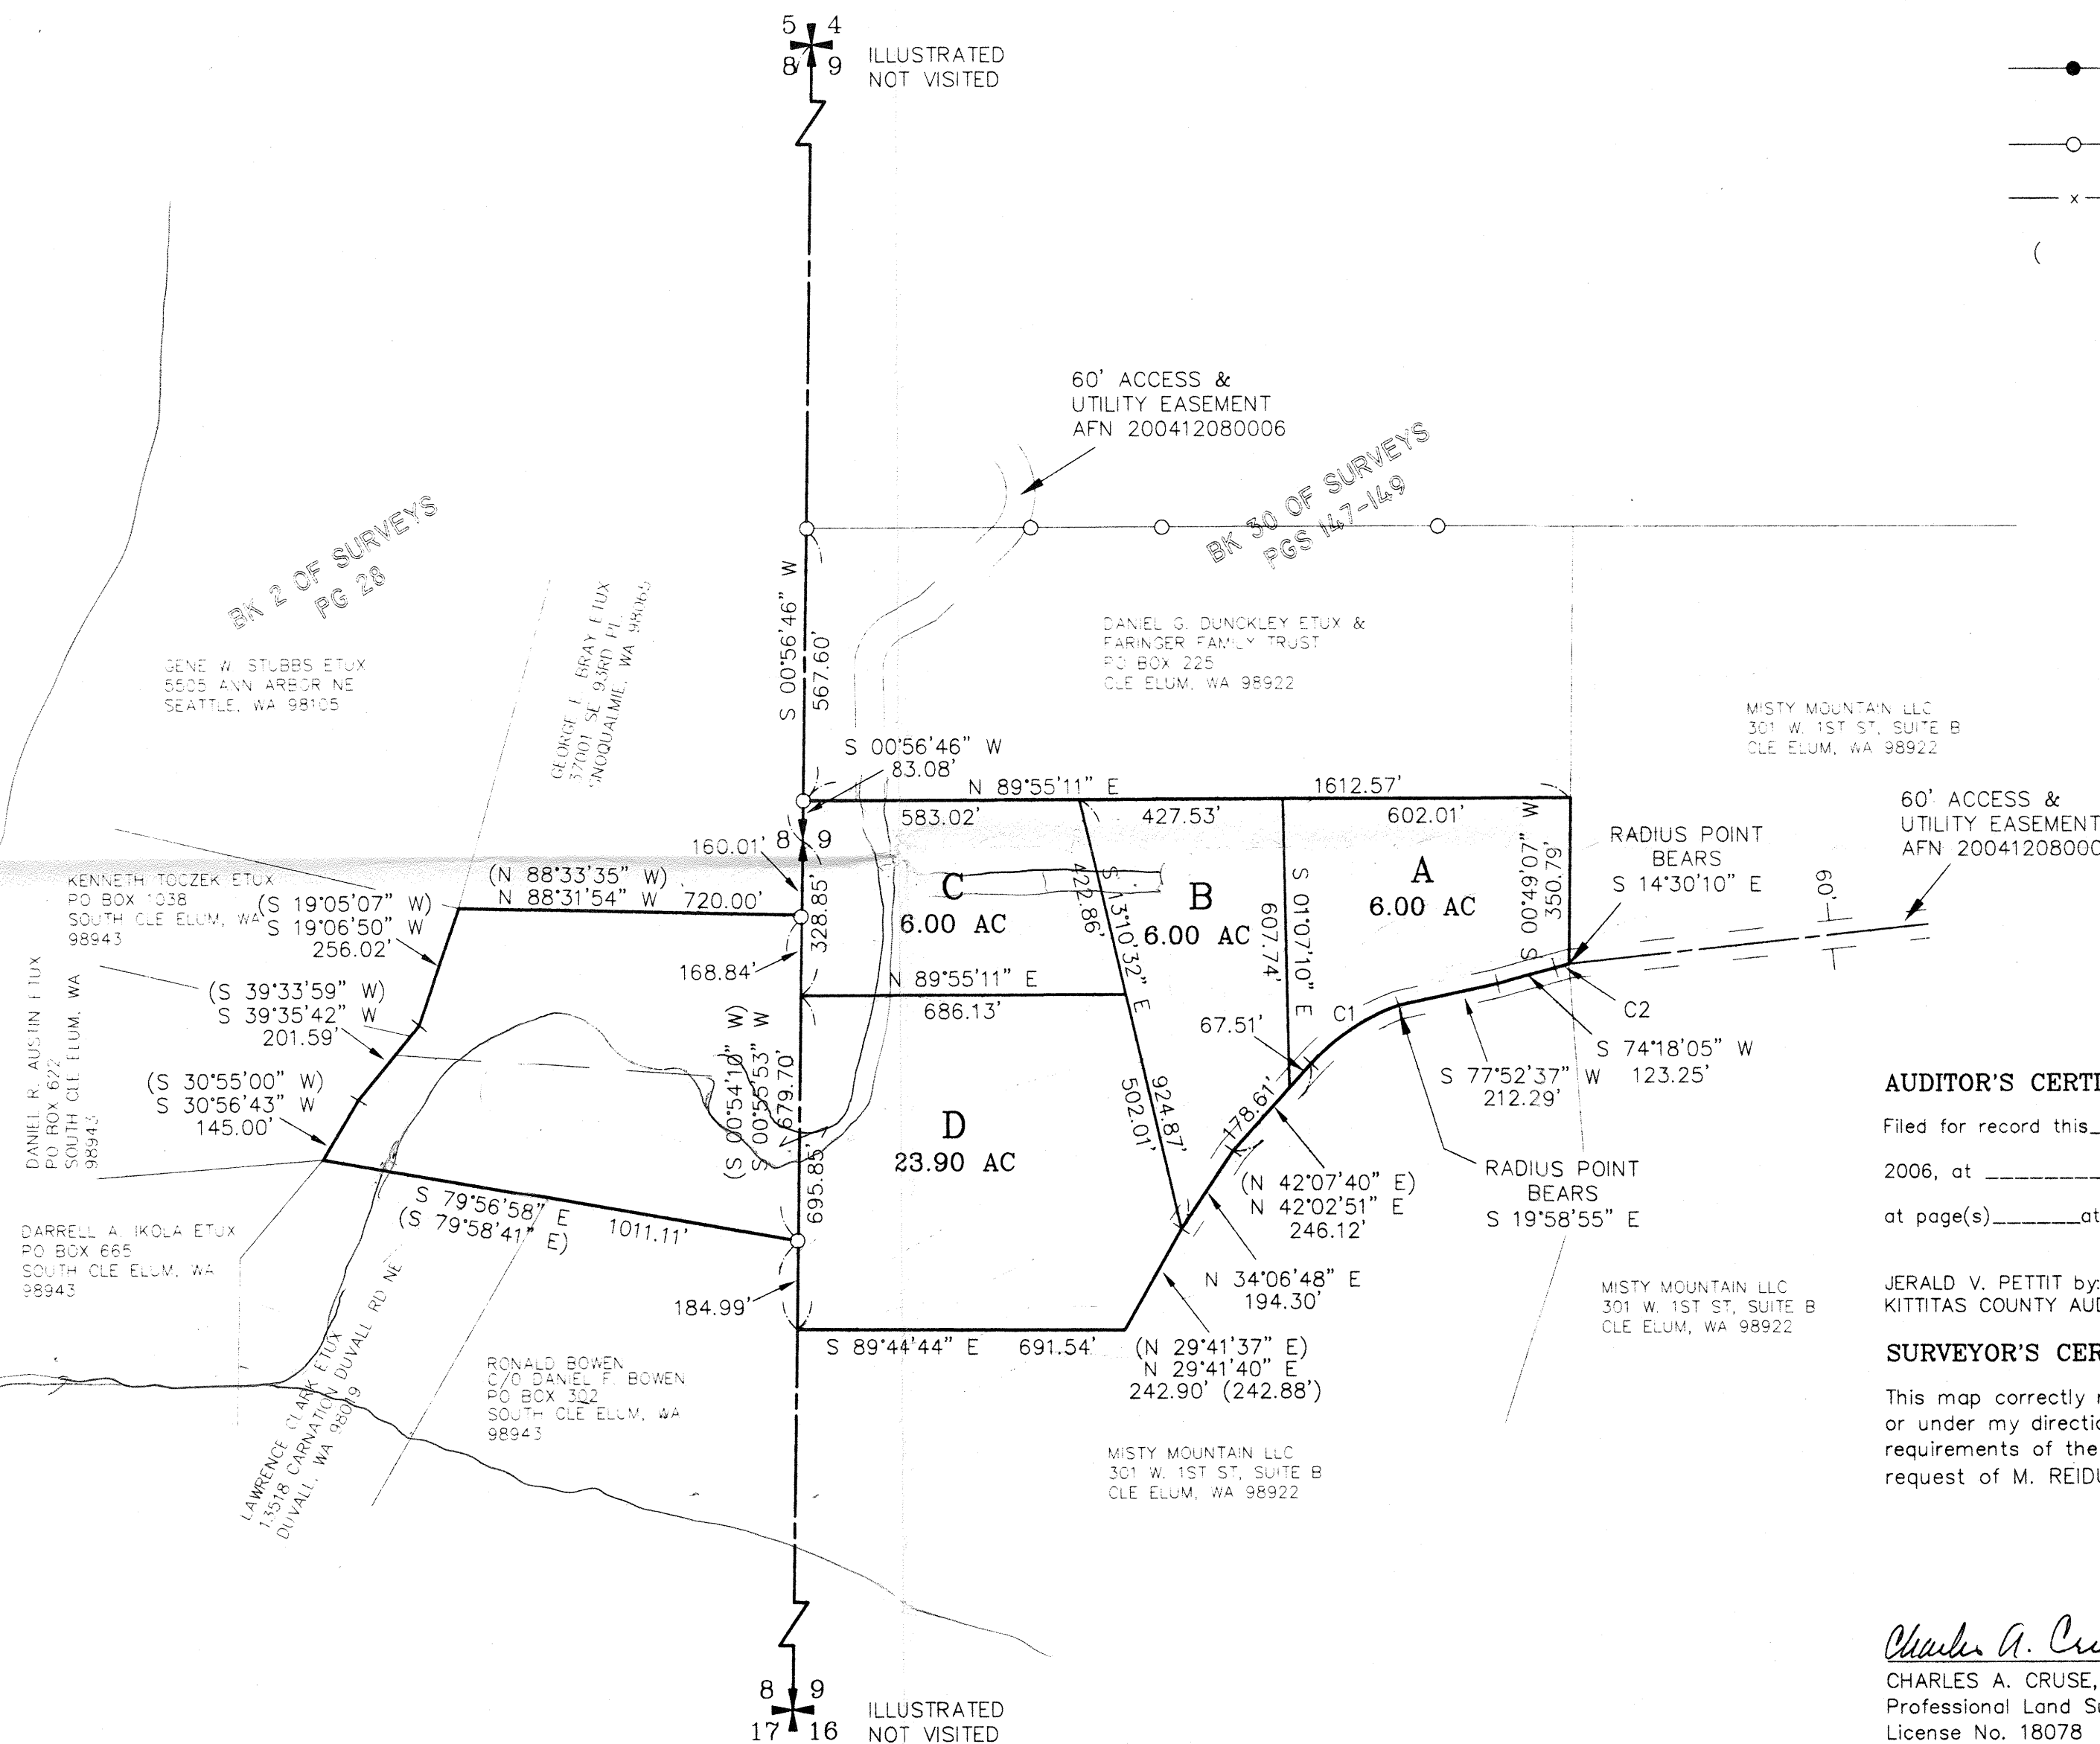 5 4
8 9
ILLUSTRATED
NOT VISITED
x
(
60' ACCESS &
UTILITY EASEMENT
AFN 200412080006
BK 2 OF SURVEYS
PG 28
BK 30 OF SURVEYS
PGS 147-149
GENE W. STUBBS ETUX
5505 ANN ARBOR NE
SEATTLE, WA 98105
GEORGE L. BRAY ETUX
37001 SE 93RD PL.
SNOQUALMIE, WA 98065
S 00°56'46" W
567.60'
DANIEL G. DUNCKLEY ETUX &
FARINGER FAMILY TRUST
PO BOX 225
CLE ELUM, WA 98922
MISTY MOUNTAIN LLC
301 W. 1ST ST, SUITE B
CLE ELUM, WA 98922
S 00°56'46" W
83.08'
N 89°55'11" E
1612.57'
583.02'
427.53'
602.01'
60' ACCESS &
UTILITY EASEMENT
AFN 20041208000
60'
RADIUS POINT
BEARS
S 14°30'10" E
S 00°49'07" W
350.79'
8 9
160.01'
328.85'
168.84'
(N 88°33'35" W)
N 88°31'54" W 720.00'
KENNETH TOCZEK ETUX
PO BOX 1038
SOUTH CLE ELUM, WA
98943
(S 19°05'07" W)
S 19°06'50" W
256.02'
C
6.00 AC
S 13°10'32" E
422.86'
B
6.00 AC
S 01°07'10" E
607.74'
A
6.00 AC
DANIEL R. AUSTIN ETUX
PO BOX 622
SOUTH CLE ELUM, WA
98943
(S 39°33'59" W)
S 39°35'42" W
201.59'
(S 30°55'00" W)
S 30°56'43" W
145.00'
N 89°55'11" E
686.13'
(S 00°54'10" W)
S 00°55'53" W
679.70'
695.85'
D
23.90 AC
924.87'
502.01'
67.51'
178.61'
C1
C2
S 74°18'05" W
123.25'
S 77°52'37" W
212.29'
RADIUS POINT
BEARS
S 19°58'55" E
(N 42°07'40" E)
N 42°02'51" E
246.12'
N 34°06'48" E
194.30'
(N 29°41'37" E)
N 29°41'40" E
242.90' (242.88')
S 79°56'58" E
(S 79°58'41" E)
1011.11'
DARRELL A. IKOLA ETUX
PO BOX 665
SOUTH CLE ELUM, WA
98943
184.99'
S 89°44'44" E 691.54'
LAWRENCE CLARK ETUX
13518 CARNATION DUVALL RD NE
DUVALL, WA 98019
RONALD BOWEN
C/O DANIEL F. BOWEN
PO BOX 302
SOUTH CLE ELUM, WA
98943
MISTY MOUNTAIN LLC
301 W. 1ST ST, SUITE B
CLE ELUM, WA 98922
MISTY MOUNTAIN LLC
301 W. 1ST ST, SUITE B
CLE ELUM, WA 98922
AUDITOR'S CERTI
Filed for record this_
2006, at ________
at page(s)______at
JERALD V. PETTIT by:
KITTITAS COUNTY AUD
SURVEYOR'S CER
This map correctly r
or under my directio
requirements of the
request of M. REIDU
Charles A. Cru
CHARLES A. CRUSE,
Professional Land Su
License No. 18078
8 9
17 16
ILLUSTRATED
NOT VISITED